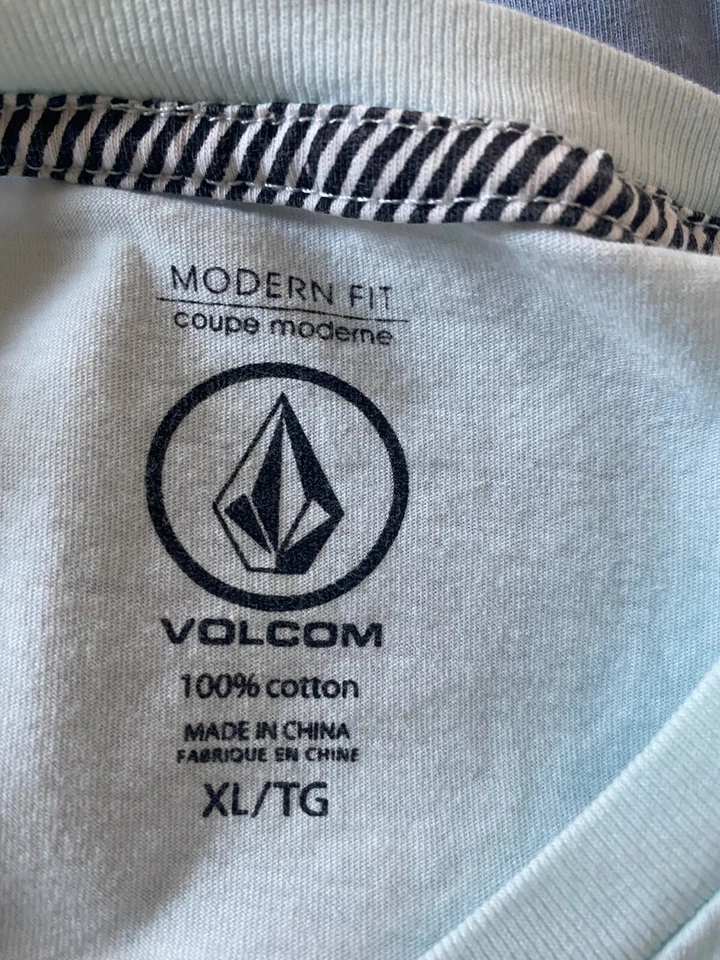 MODERN FIT
coupe moderne
VOLCOM
100% cotton
MADE IN CHINA
FABRIQUE EN CHINE
XL/TG